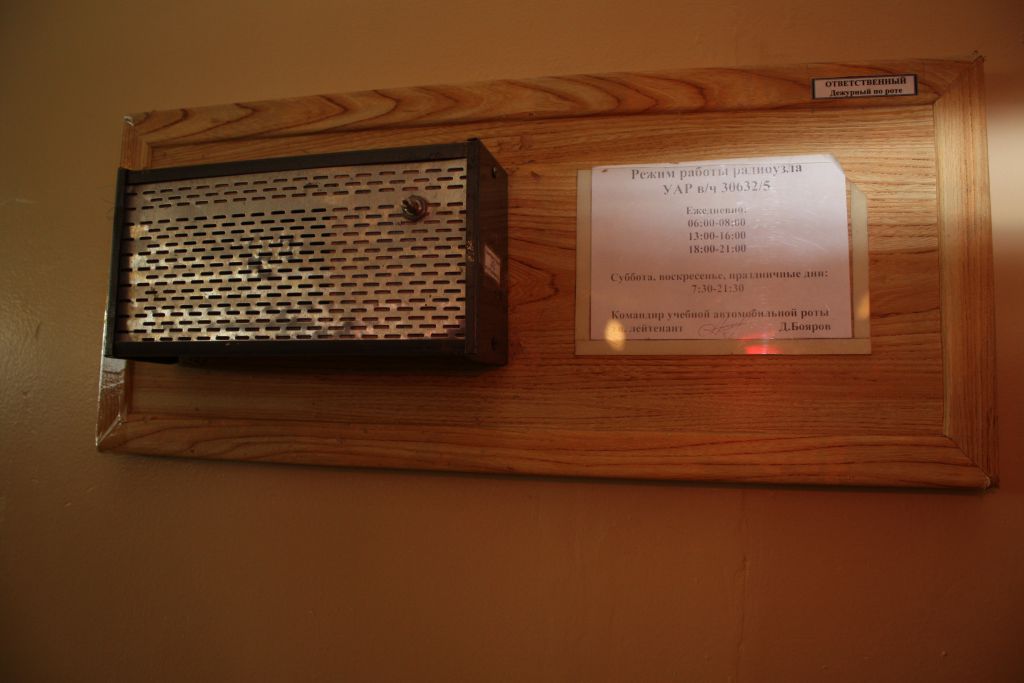 ОТВЕТСТВЕННЫЙ
Дежурный по роте
Режим работы радиоузла
УАР в/ч 30632/5
Ежедневно:
06:00-08:00
13:00-16:00
18:00-21:00
Суббота, воскресенье, праздничные дни:
7:30-21:30
Командир учебной автомобильной роты
лейтенант Д.Бояров